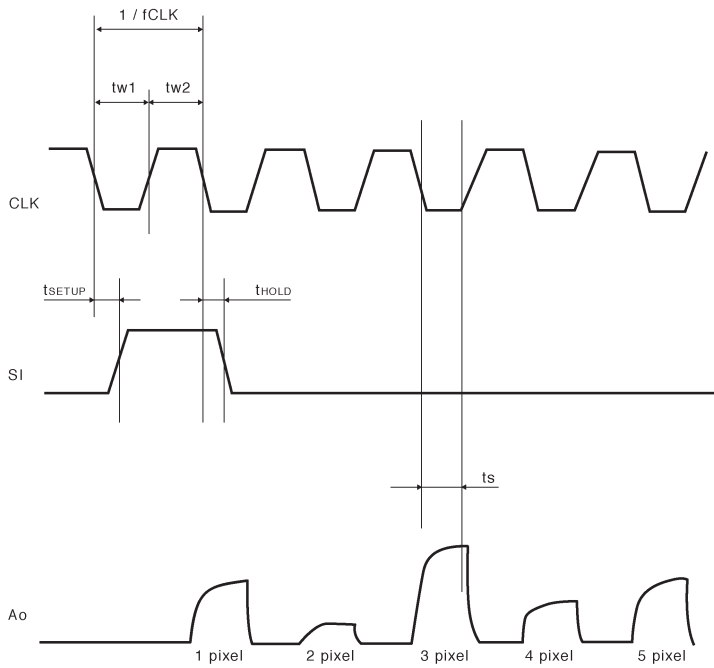 1 / fCLK
tw1
tw2
CLK
tSETUP
tHOLD
SI
ts
Ao
1 pixel
2 pixel
3 pixel
4 pixel
5 pixel